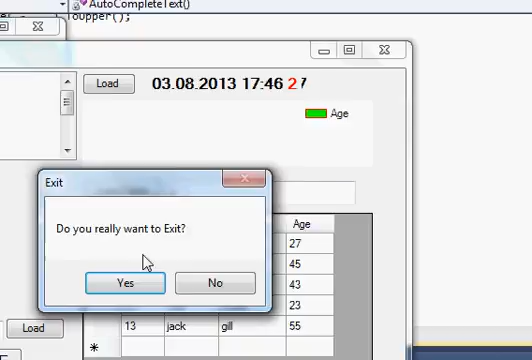 AutoCompleteText()
ToUpper();
Load 03.08.2013 17:46 27
Age
Exit
Do you really want to Exit?
Yes No
Age
27
45
43
23
13 jack gill 55
Load
*